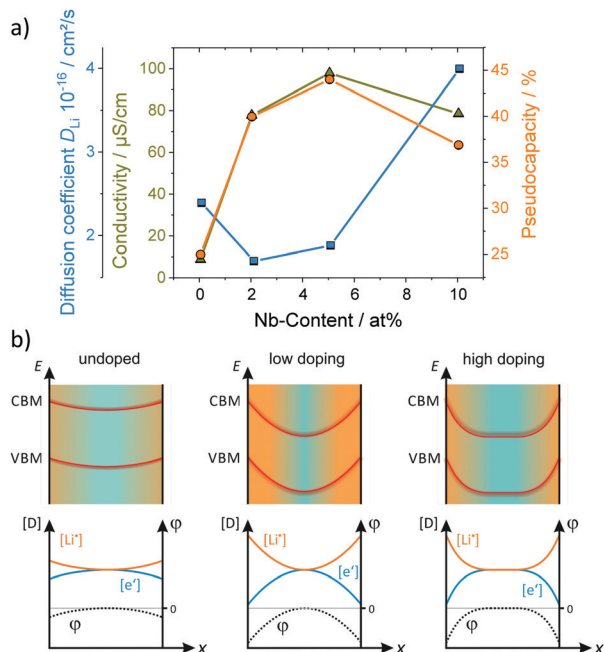 a)
Diffusion coefficient D_Li 10⁻¹⁶ / cm²/s
4
3
2
Conductivity / µS/cm
100
80
60
40
20
0
Pseudocapacity / %
45
40
35
30
25
0 2 4 6 8 10
Nb-Content / at%
b)
undoped low doping high doping
E E E
CBM CBM CBM
VBM VBM VBM
[D] φ [D] φ [D] φ
[Li•] [Li•] [Li•]
[e‘] [e‘] [e‘]
0 0 0
φ φ φ
x x x